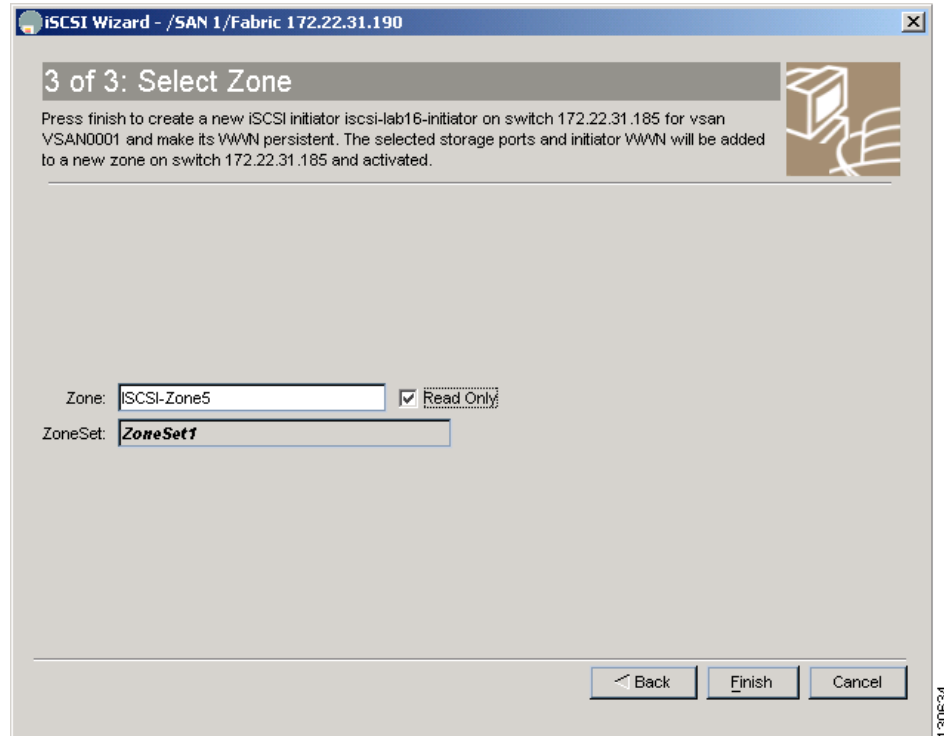 iSCSI Wizard - /SAN 1/Fabric 172.22.31.190
3 of 3: Select Zone
Press finish to create a new iSCSI initiator iscsi-lab16-initiator on switch 172.22.31.185 for vsan
VSAN0001 and make its WWN persistent. The selected storage ports and initiator WWN will be added
to a new zone on switch 172.22.31.185 and activated.
Zone: ISCSI-Zone5 Read Only
ZoneSet: ZoneSet1
Back Finish Cancel
130634